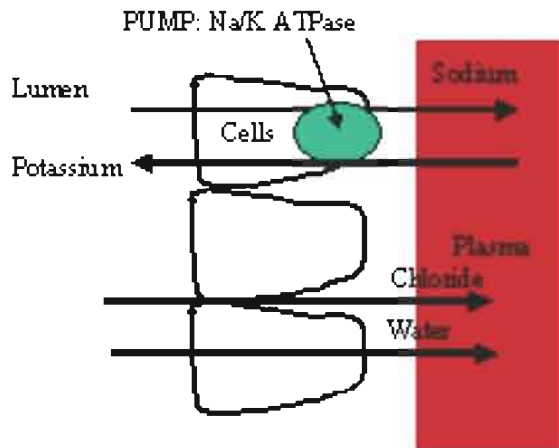 PUMP: Na/K ATPase
Sodium
Lumen
Cells
Potassium
Plasma
Chloride
Water